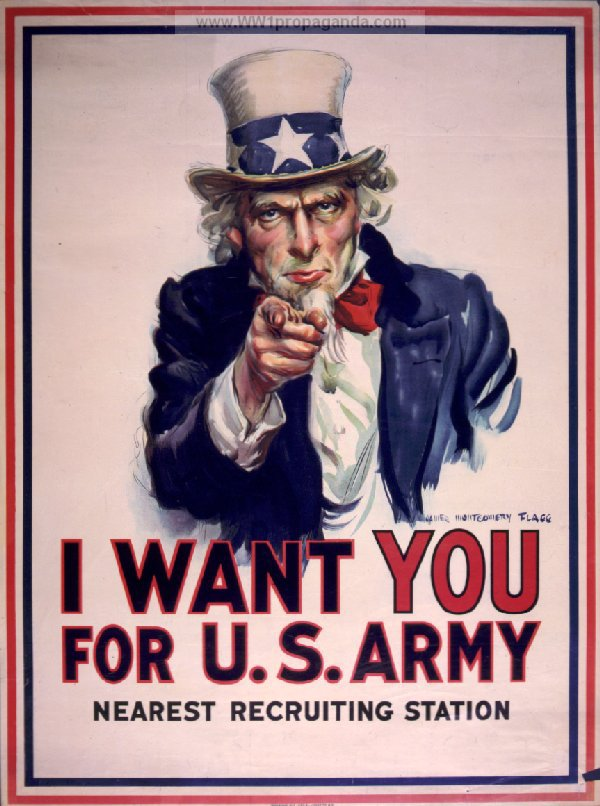 www.WW1propaganda.com
JAMES MONTGOMERY FLAGG
I WANT YOU
FOR U.S. ARMY
NEAREST RECRUITING STATION